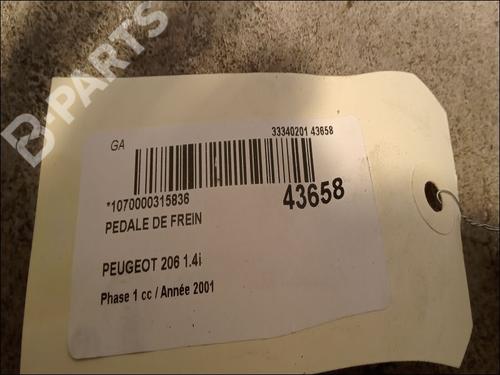 B-PARTS
GA
33340201 43658
*1070000315836
43658
PEDALE DE FREIN
PEUGEOT 206 1.4i
Phase 1 cc / Année 2001